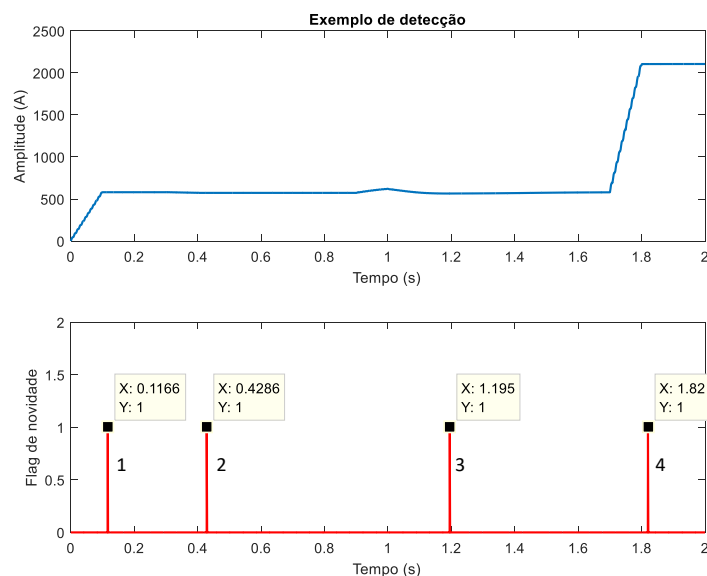 Exemplo de detecção
2500
2000
1500
1000
500
0
Amplitude (A)
0 0.2 0.4 0.6 0.8 1 1.2 1.4 1.6 1.8 2
Tempo (s)
2
1.5
1
0.5
0
Flag de novidade
X: 0.1166
Y: 1
X: 0.4286
Y: 1
X: 1.195
Y: 1
X: 1.82
Y: 1
1 2 3 4
0 0.2 0.4 0.6 0.8 1 1.2 1.4 1.6 1.8 2
Tempo (s)